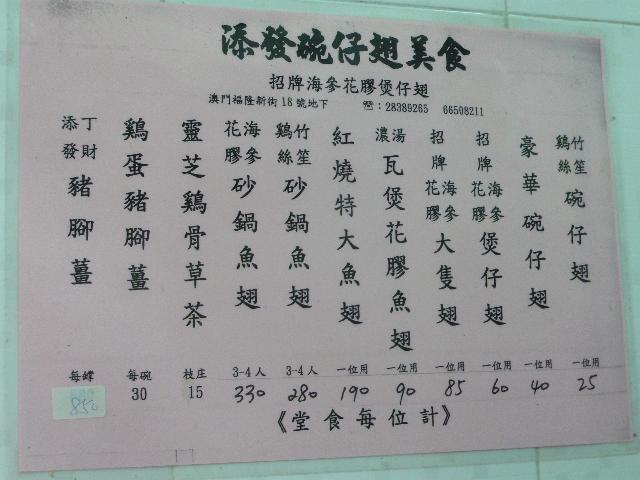 添發碗仔翅美食
招牌海參花膠煲仔翅
澳門福隆新街18號地下 ☏:28389265 66508211
竹笙鷄絲碗仔翅 一位用 25
豪華碗仔翅 一位用 40
招牌海參花膠煲仔翅 一位用 60
招牌海參花膠大隻翅 一位用 85
濃湯瓦煲花膠魚翅 一位用 90
紅燒特大魚翅 一位用 190
竹笙鷄絲砂鍋魚翅 3-4人 280
海參花膠砂鍋魚翅 3-4人 330
靈芝鷄骨草茶 枝庄 15
鷄蛋豬腳薑 每碗 30
添丁發財豬腳薑 每罉 850
《堂食每位計》